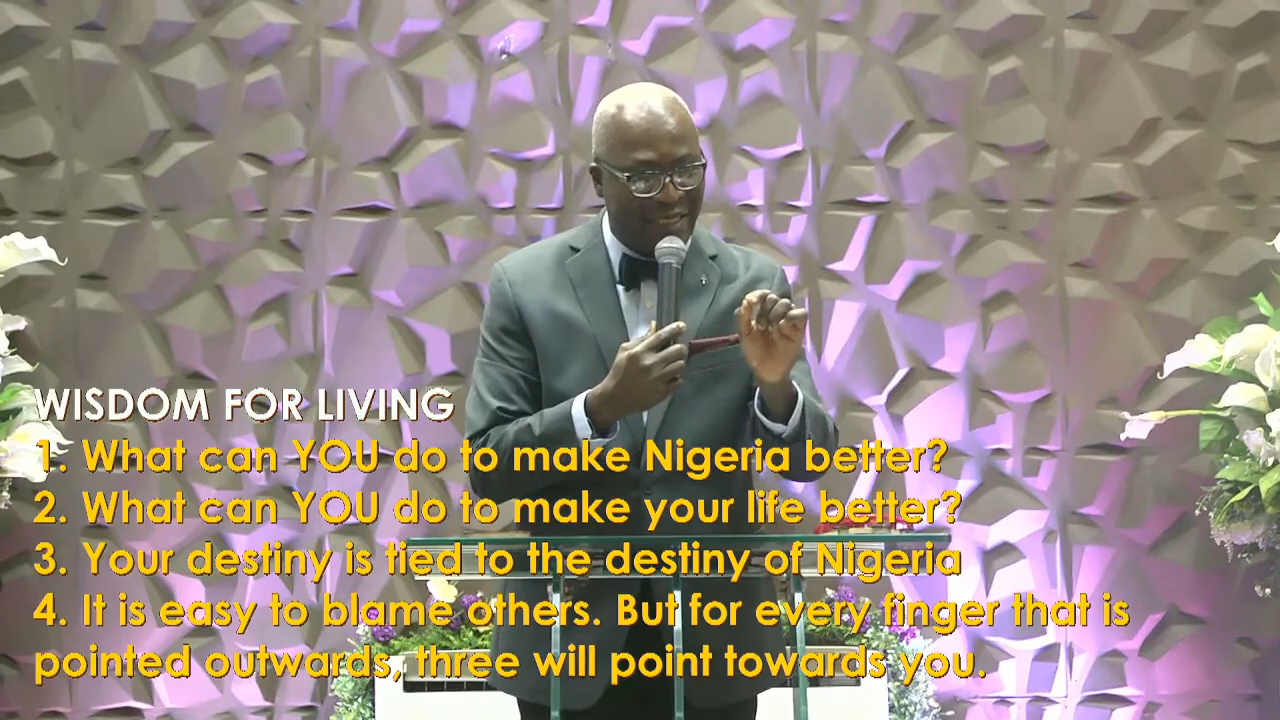 WISDOM FOR LIVING
1. What can YOU do to make Nigeria better?
2. What can YOU do to make your life better?
3. Your destiny is tied to the destiny of Nigeria
4. It is easy to blame others. But for every finger that is
pointed outwards, three will point towards you.